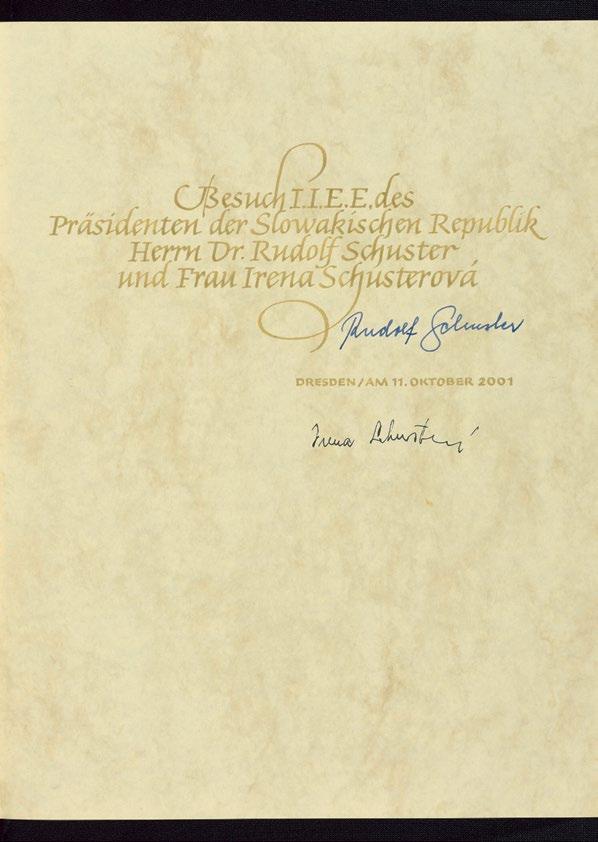 Besuch I.I.E.E. des
Präsidenten der Slowakischen Republik
Herrn Dr. Rudolf Schuster
und Frau Irena Schusterová
Rudolf Schuster
DRESDEN/AM 11. OKTOBER 2001
Irena Schusterová